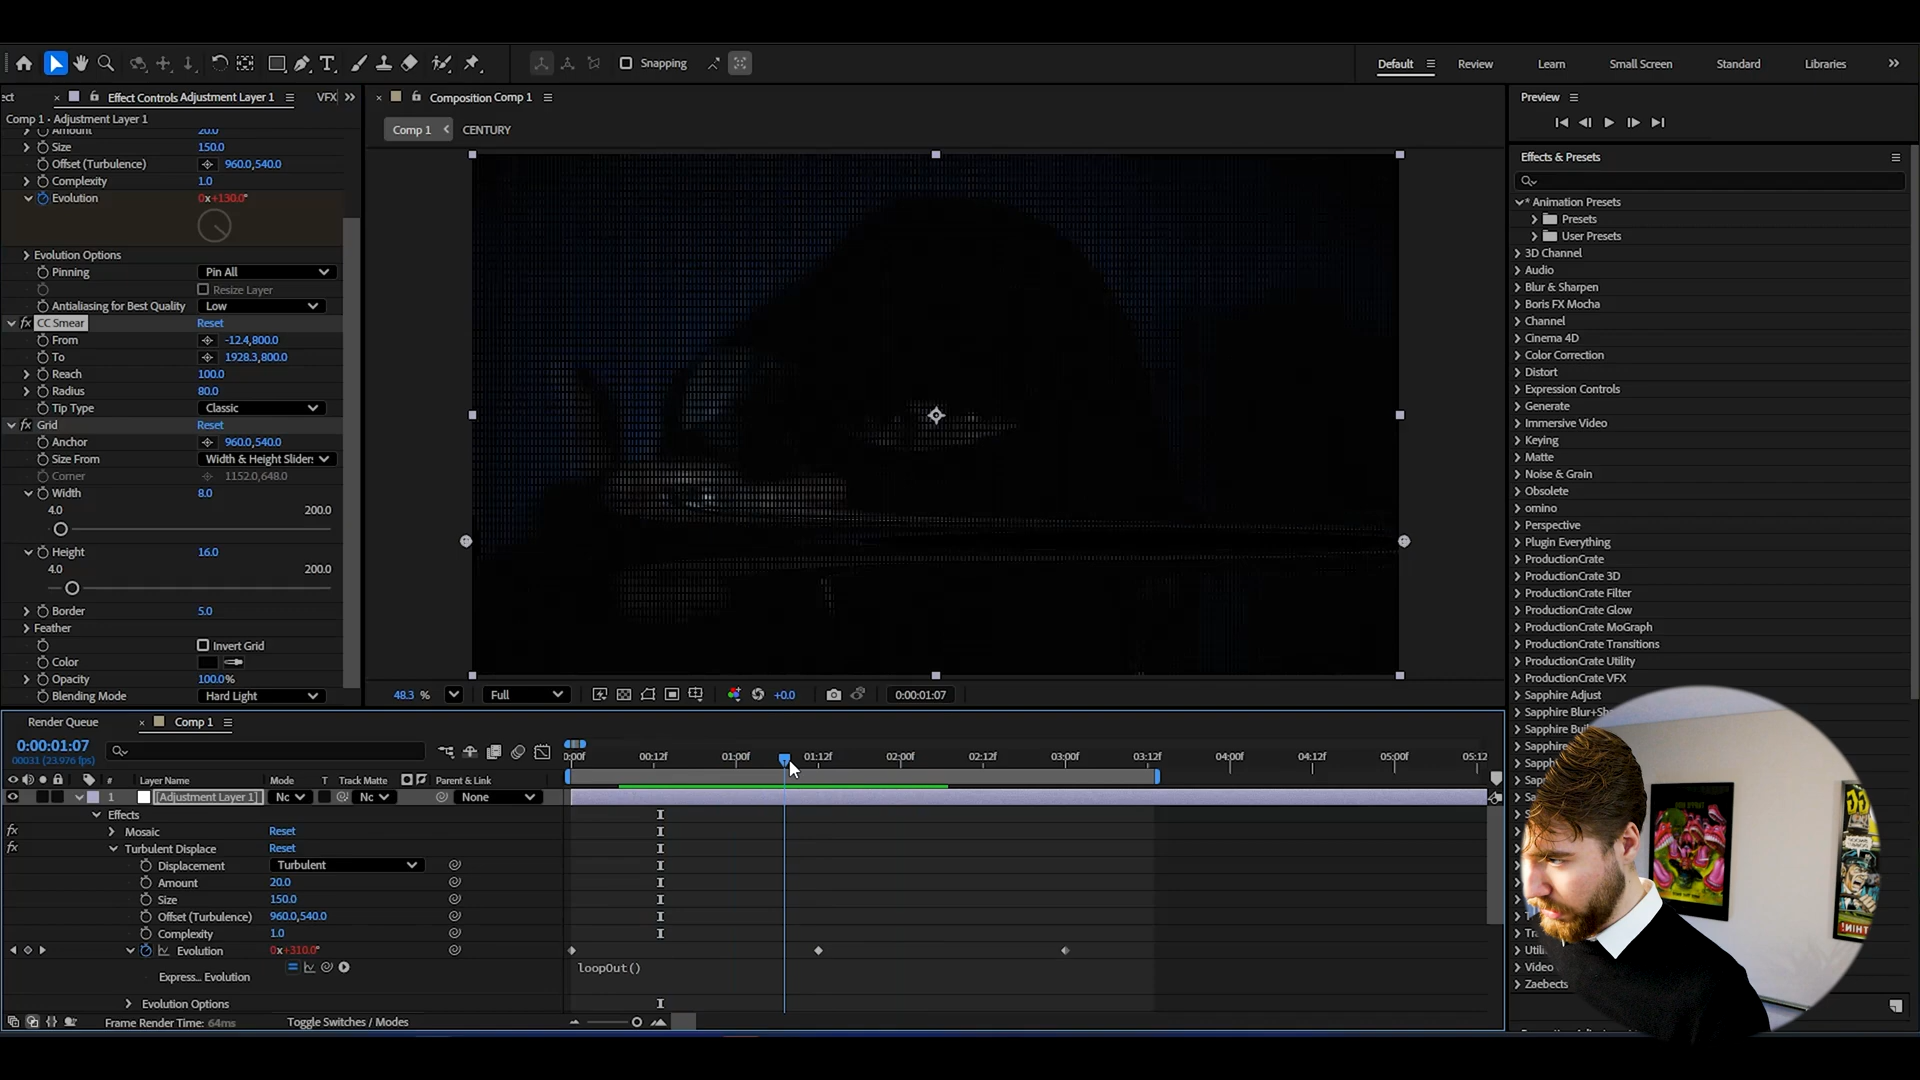 Snapping
Default
Review
Learn
Small Screen
Standard
Libraries
ect
Effect Controls Adjustment Layer 1
VFX
Comp 1 • Adjustment Layer 1
Amount 20.0
Size 150.0
Offset (Turbulence) 960.0,540.0
Complexity 1.0
Evolution 0x+130.0°
Evolution Options
Pinning Pin All
Resize Layer
Antialiasing for Best Quality Low
fx CC Smear Reset
From -12.4,800.0
To 1928.3,800.0
Reach 100.0
Radius 80.0
Tip Type Classic
fx Grid Reset
Anchor 960.0,540.0
Size From Width & Height Sliders
Corner 1152.0,648.0
Width 8.0
4.0 200.0
Height 16.0
4.0 200.0
Border 5.0
Feather
Invert Grid
Color
Opacity 100.0%
Blending Mode Hard Light
Composition Comp 1
Comp 1 CENTURY
48.3 % Full +0.0 0:00:01:07
Preview
Effects & Presets
* Animation Presets
Presets
User Presets
3D Channel
Audio
Blur & Sharpen
Boris FX Mocha
Channel
Cinema 4D
Color Correction
Distort
Expression Controls
Generate
Immersive Video
Keying
Matte
Noise & Grain
Obsolete
omino
Perspective
Plugin Everything
ProductionCrate
ProductionCrate 3D
ProductionCrate Filter
ProductionCrate Glow
ProductionCrate MoGraph
ProductionCrate Transitions
ProductionCrate Utility
ProductionCrate VFX
Sapphire Adjust
Sapphire Blur+Sh
Sapphire Bui
Sapphire
Sapphire
Video
Zaebects
Render Queue
Comp 1
0:00:01:07
00031 (23.976 fps)
:00f 00:12f 01:00f 01:12f 02:00f 02:12f 03:00f 03:12f 04:00f 04:12f 05:00f 05:12
# Layer Name Mode T Track Matte Parent & Link
1 [Adjustment Layer 1] Nc Nc None
Effects
fx Mosaic Reset
fx Turbulent Displace Reset
Displacement Turbulent
Amount 20.0
Size 150.0
Offset (Turbulence) 960.0,540.0
Complexity 1.0
Evolution 0x+310.0°
Express... Evolution loopOut()
Evolution Options
Frame Render Time: 64ms
Toggle Switches / Modes